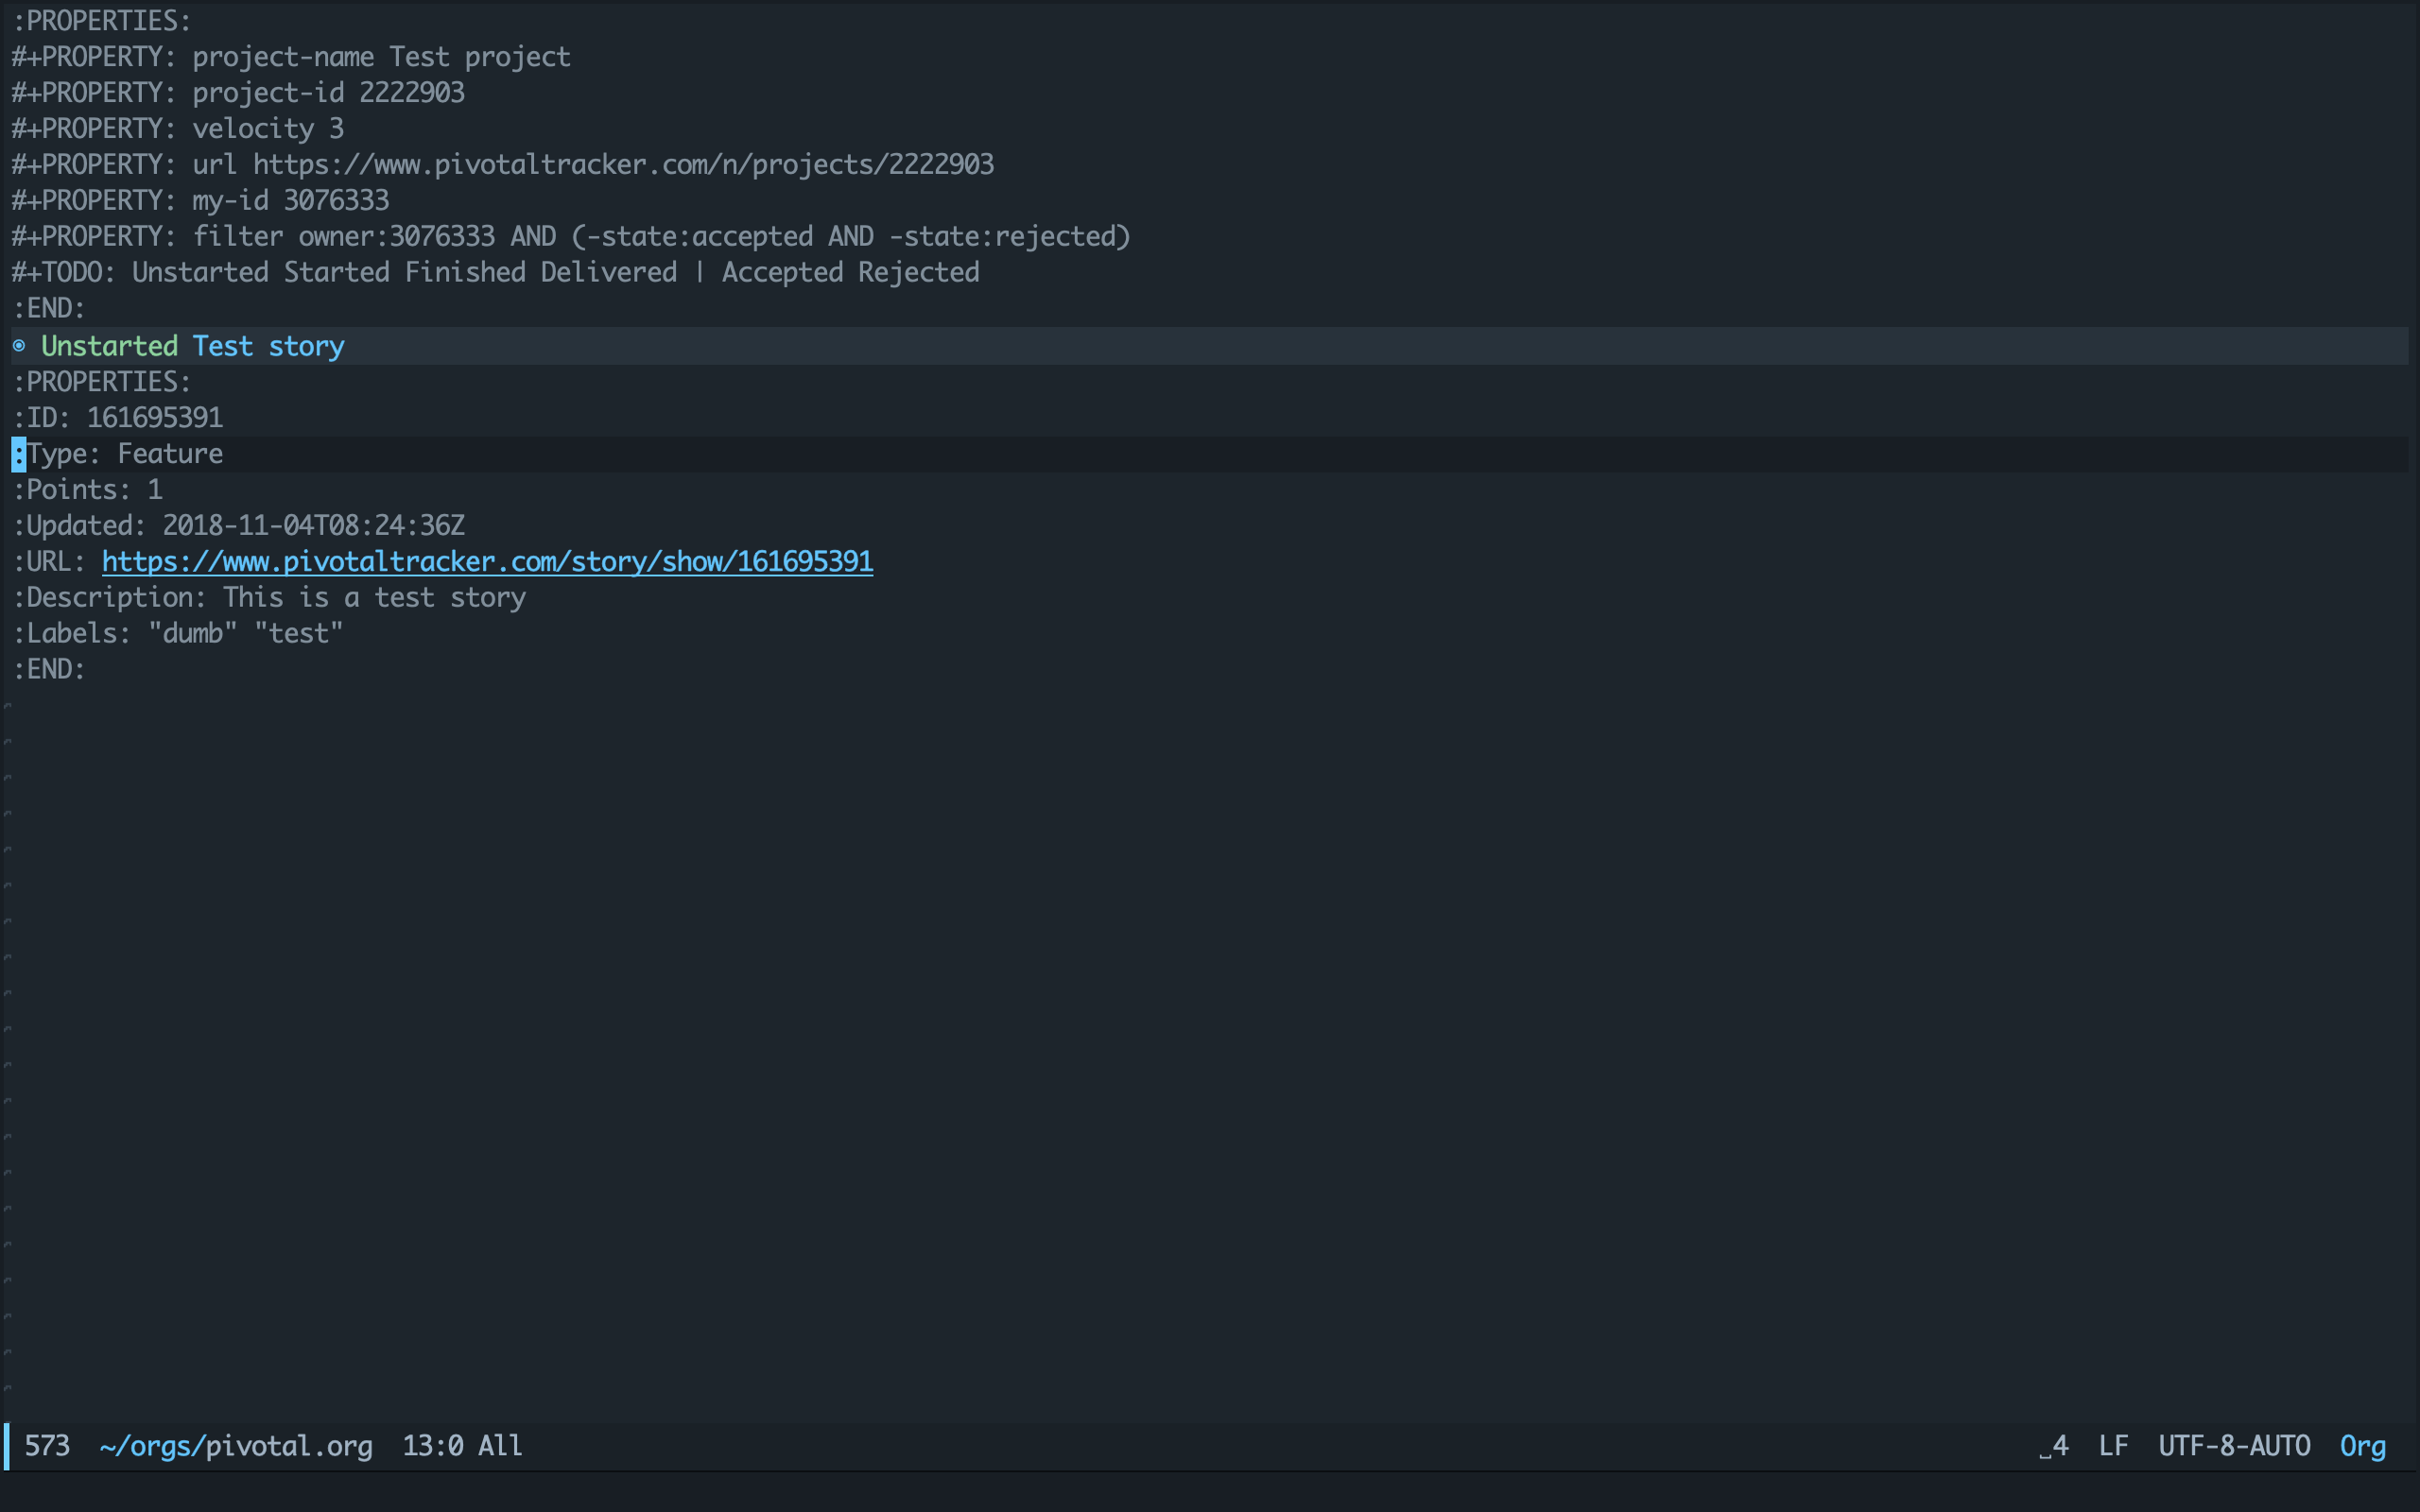 :PROPERTIES:
#+PROPERTY: project-name Test project
#+PROPERTY: project-id 2222903
#+PROPERTY: velocity 3
#+PROPERTY: url https://www.pivotaltracker.com/n/projects/2222903
#+PROPERTY: my-id 3076333
#+PROPERTY: filter owner:3076333 AND (-state:accepted AND -state:rejected)
#+TODO: Unstarted Started Finished Delivered | Accepted Rejected
:END:
◉ Unstarted Test story
:PROPERTIES:
:ID: 161695391
:Type: Feature
:Points: 1
:Updated: 2018-11-04T08:24:36Z
:URL: https://www.pivotaltracker.com/story/show/161695391
:Description: This is a test story
:Labels: "dumb" "test"
:END:
573 ~/orgs/pivotal.org 13:0 All ␣4 LF UTF-8-AUTO Org